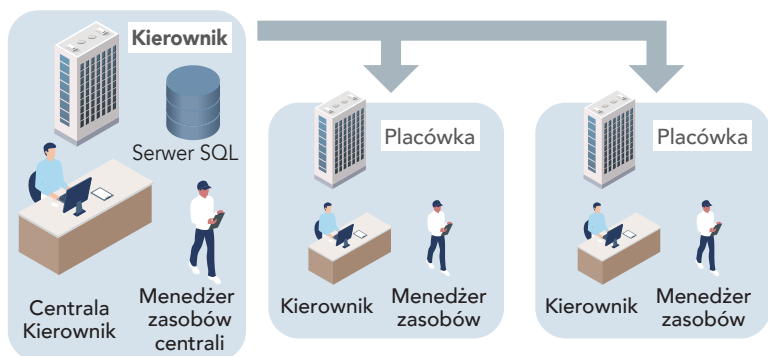 Kierownik
Serwer SQL
Centrala
Kierownik
Menedżer
zasobów
centrali
Placówka
Kierownik
Menedżer
zasobów
Placówka
Kierownik
Menedżer
zasobów